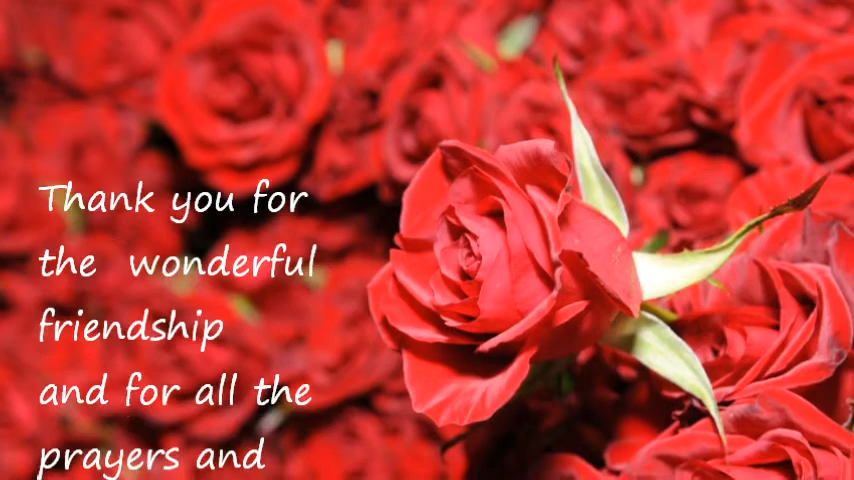 Thank you for
the wonderful
friendship
and for all the
prayers and